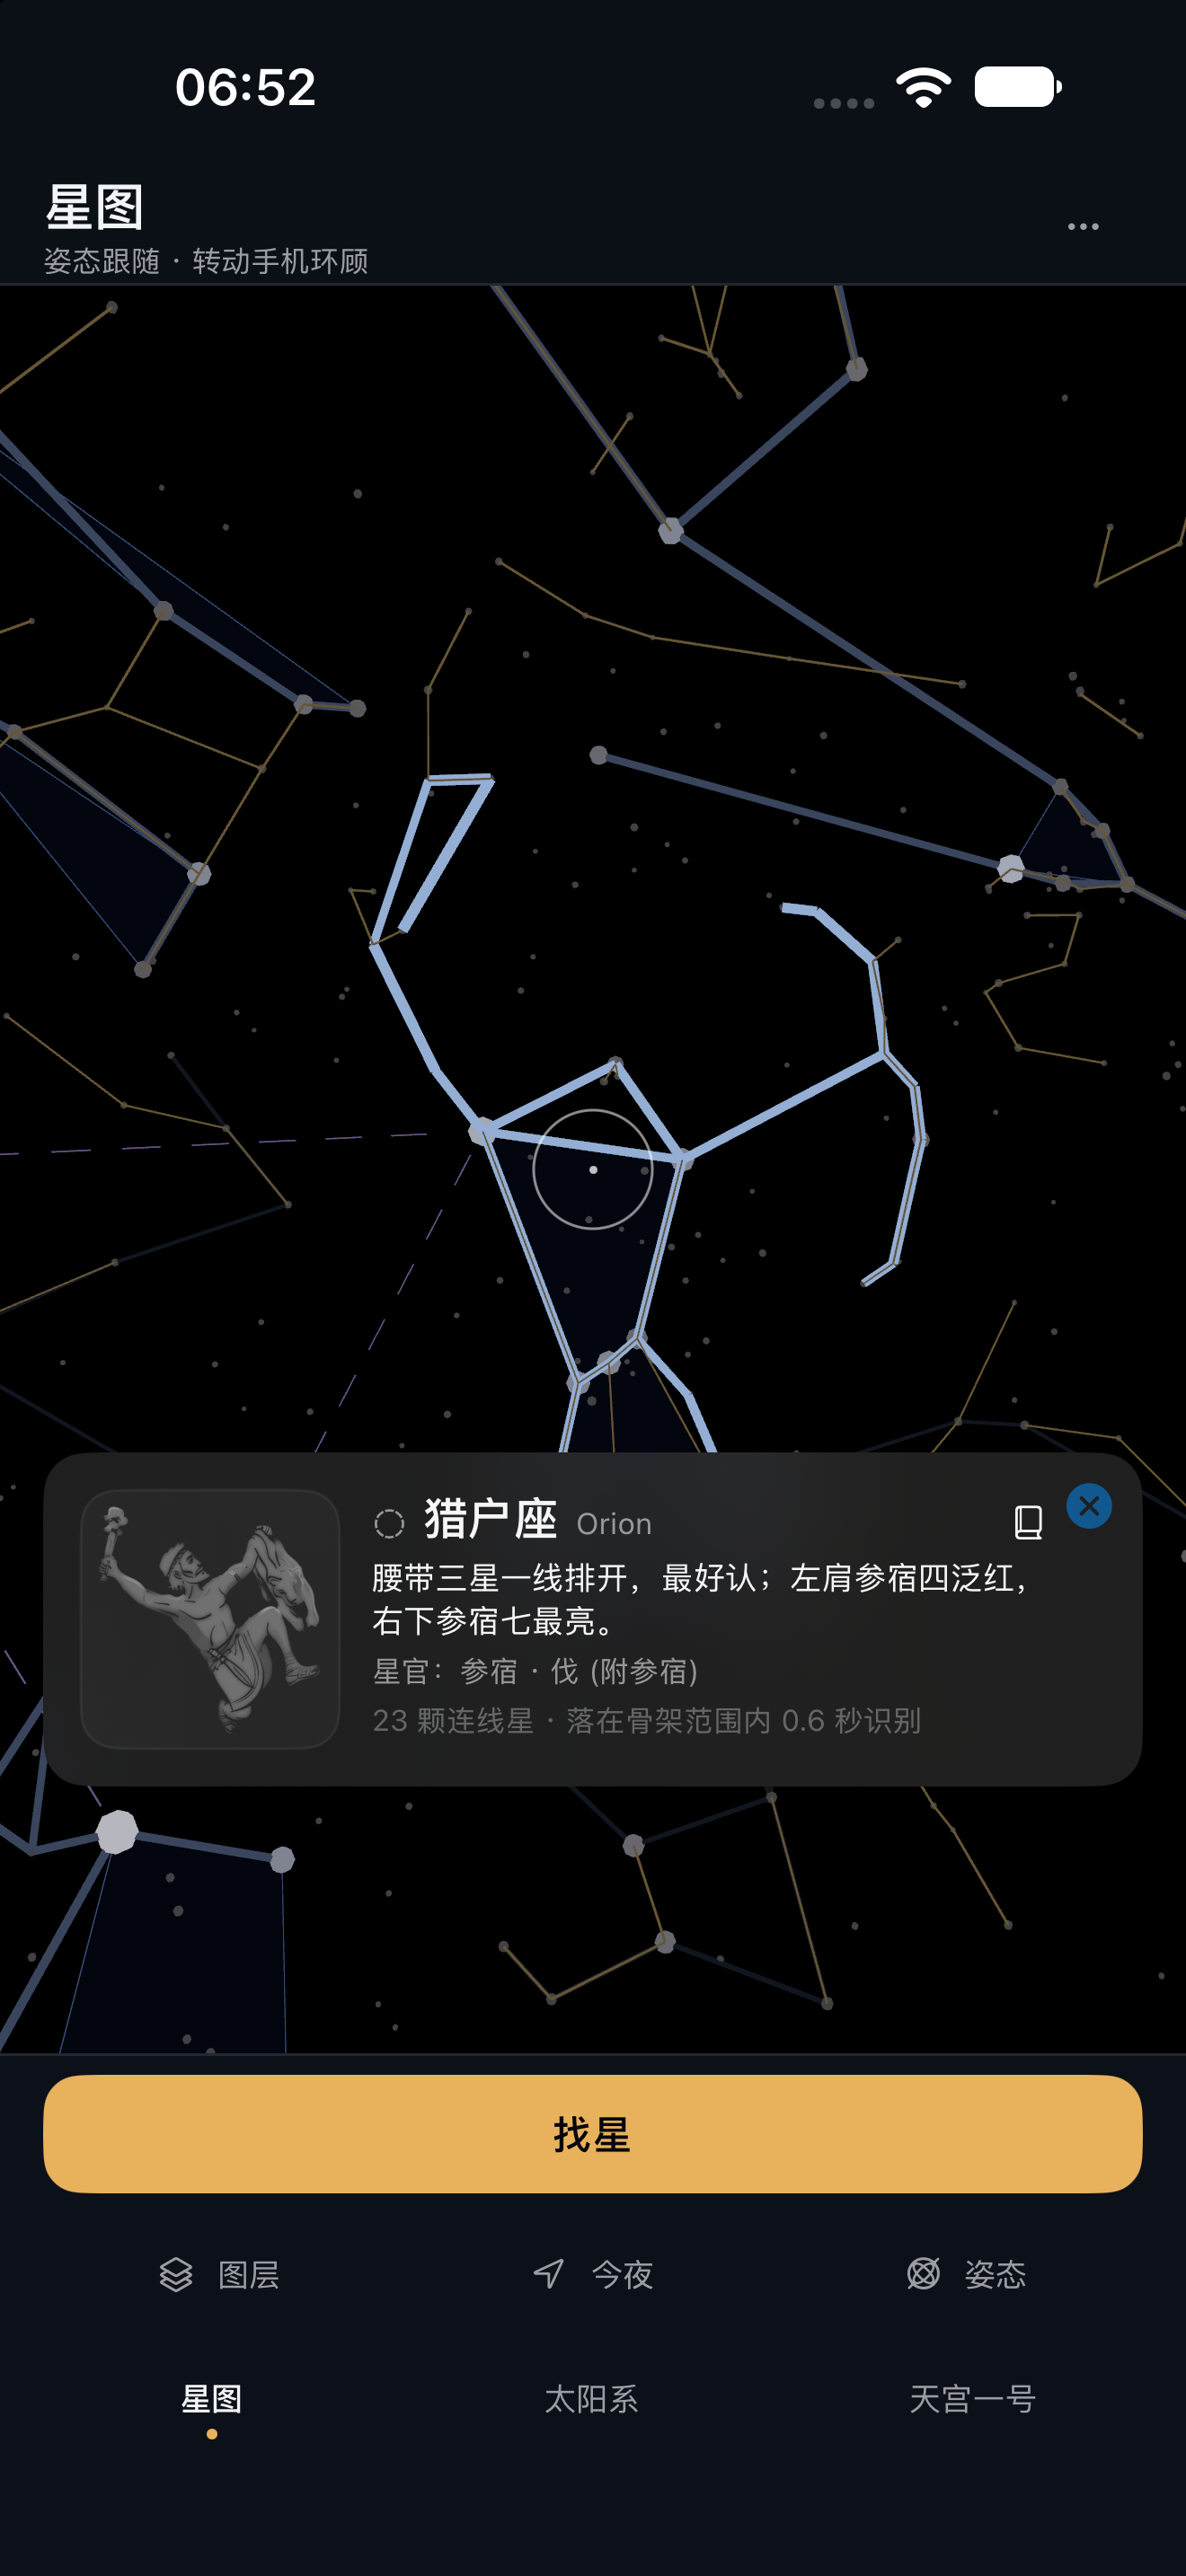 06:52
星图
姿态跟随 · 转动手机环顾
猎户座 Orion
腰带三星一线排开，最好认；左肩参宿四泛红，
右下参宿七最亮。
星官：参宿 · 伐 (附参宿)
23 颗连线星 · 落在骨架范围内 0.6 秒识别
找星
图层 今夜 姿态
星图 太阳系 天宫一号